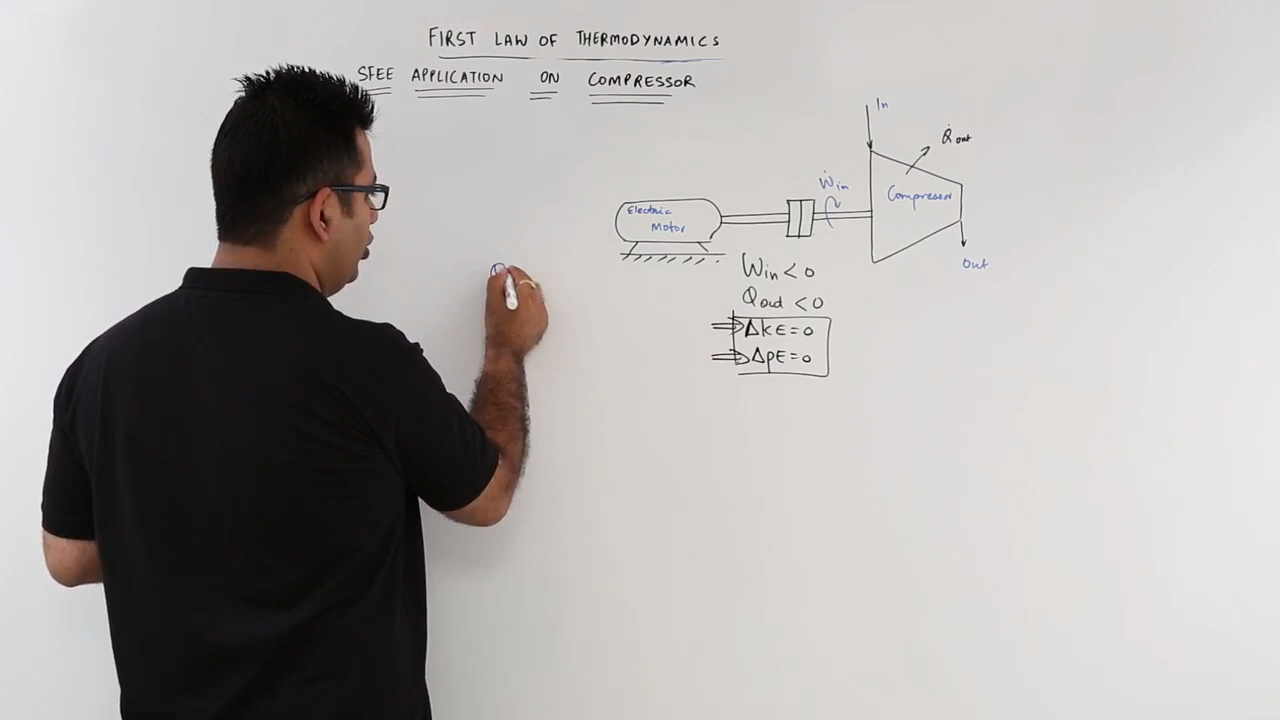 FIRST LAW OF THERMODYNAMICS
SFEE APPLICATION ON COMPRESSOR
In
Q̇out
Ẇin
Compressor
Electric
Motor
out
Win < 0
Qout < 0
ΔKE = 0
ΔPE = 0